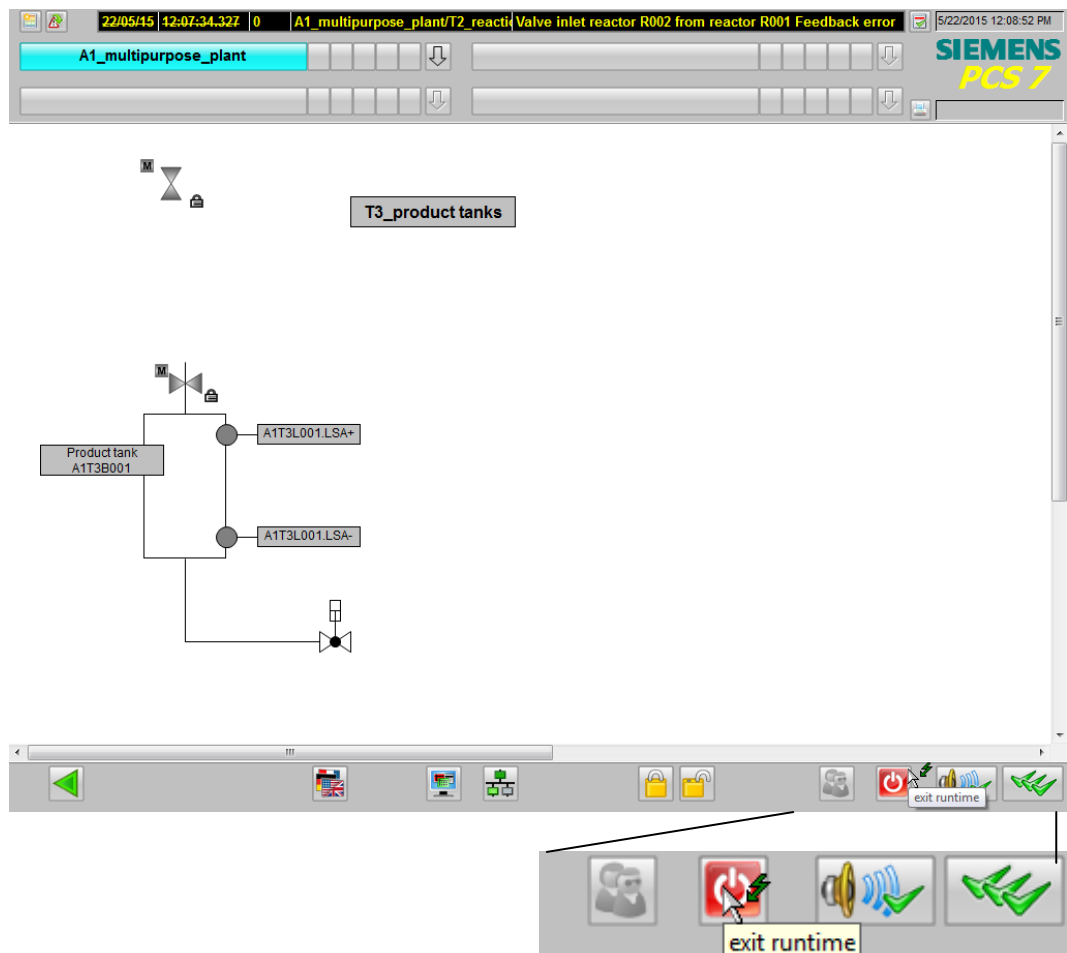 22/05/15 12:07:34.327 0 A1_multipurpose_plant/T2_reacti Valve inlet reactor R002 from reactor R001 Feedback error
5/22/2015 12:08:52 PM
A1_multipurpose_plant
SIEMENS
PCS 7
M
T3_product tanks
M
A1T3L001.LSA+
Product tank
A1T3B001
A1T3L001.LSA-
exit runtime
exit runtime